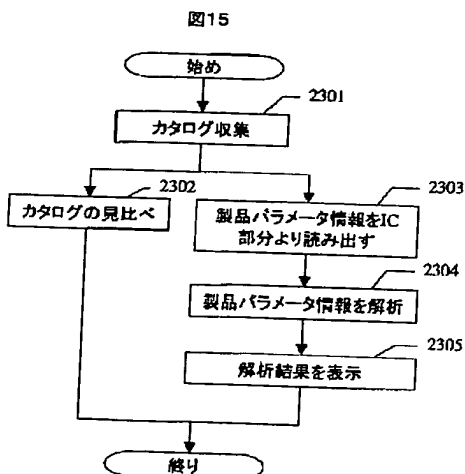 図15
始め
2301
カタログ収集
2302
カタログの見比べ
2303
製品パラメータ情報をIC
部分より読み出す
2304
製品パラメータ情報を解析
2305
解析結果を表示
終り